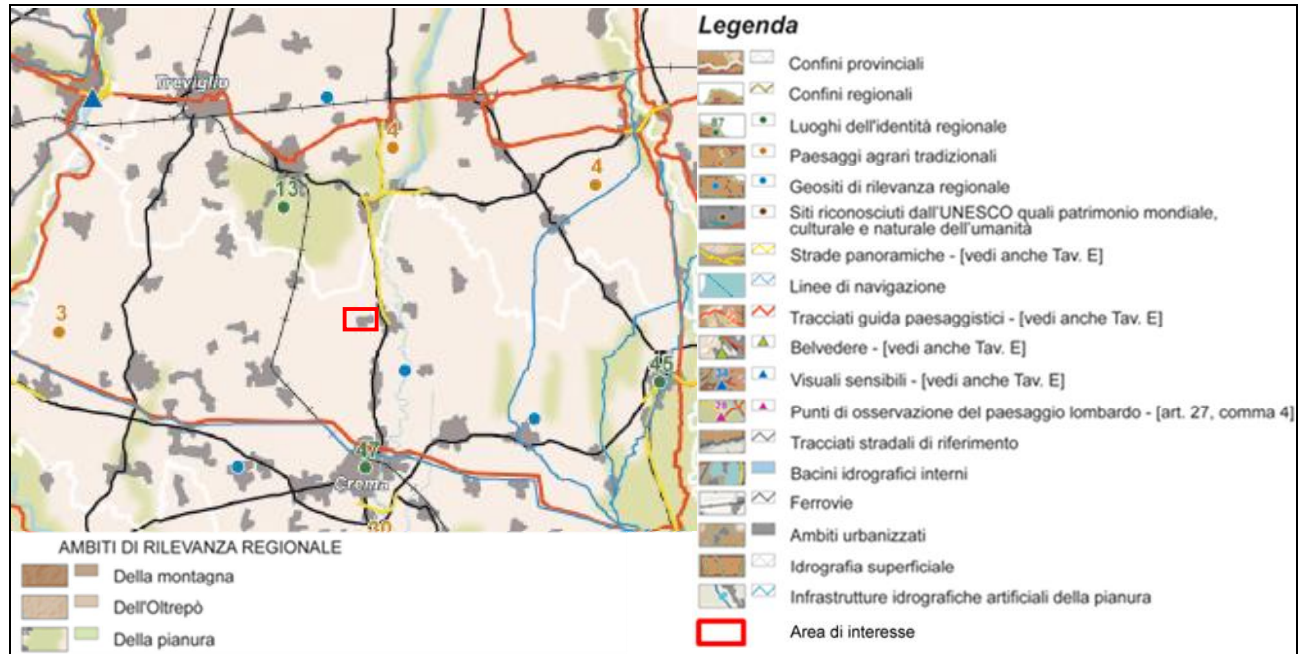 Treviglio
4
13
4
3
45
47
Crema
Legenda
Confini provinciali
Confini regionali
87
Luoghi dell'identità regionale
Paesaggi agrari tradizionali
Geositi di rilevanza regionale
Siti riconosciuti dall'UNESCO quali patrimonio mondiale,
culturale e naturale dell'umanità
Strade panoramiche - [vedi anche Tav. E]
Linee di navigazione
Tracciati guida paesaggistici - [vedi anche Tav. E]
Belvedere - [vedi anche Tav. E]
Visuali sensibili - [vedi anche Tav. E]
Punti di osservazione del paesaggio lombardo - [art. 27, comma 4]
Tracciati stradali di riferimento
Bacini idrografici interni
Ferrovie
Ambiti urbanizzati
Idrografia superficiale
Infrastrutture idrografiche artificiali della pianura
Area di interesse
AMBITI DI RILEVANZA REGIONALE
Della montagna
Dell'Oltrepò
Della pianura